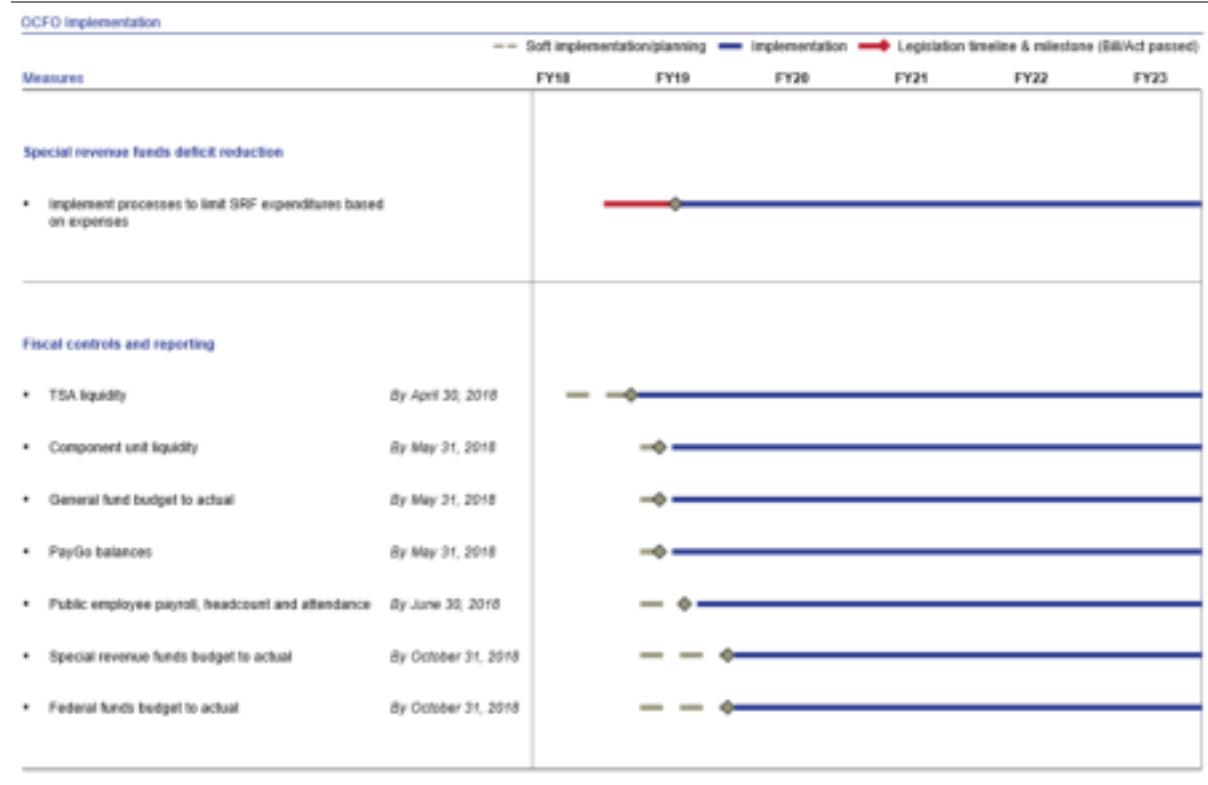 OCFO Implementation
Soft implementation/planning Implementation Legislation timeline & milestone (Bill/Act passed)
Measures FY18 FY19 FY20 FY21 FY22 FY23
Special revenue funds deficit reduction
• Implement processes to limit SRF expenditures based
on expenses
Fiscal controls and reporting
• TSA liquidity By April 30, 2018
• Component unit liquidity By May 31, 2018
• General fund budget to actual By May 31, 2018
• PayGo balances By May 31, 2018
• Public employee payroll, headcount and attendance By June 30, 2018
• Special revenue funds budget to actual By October 31, 2018
• Federal funds budget to actual By October 31, 2018